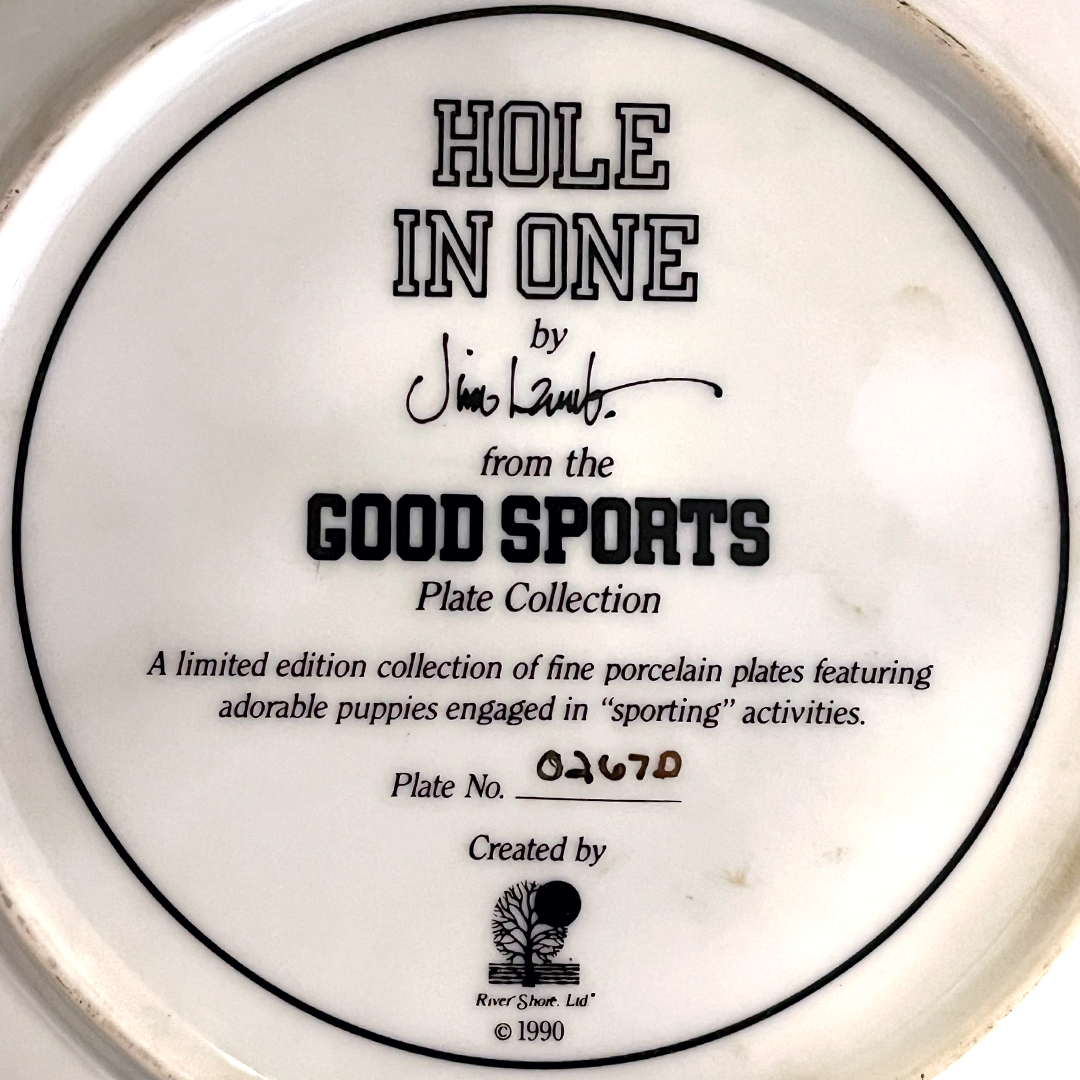 HOLE
IN ONE
by
Jim Lamb.
from the
GOOD SPORTS
Plate Collection
A limited edition collection of fine porcelain plates featuring
adorable puppies engaged in “sporting” activities.
Plate No. 0267D
Created by
River Shore, Ltd
© 1990